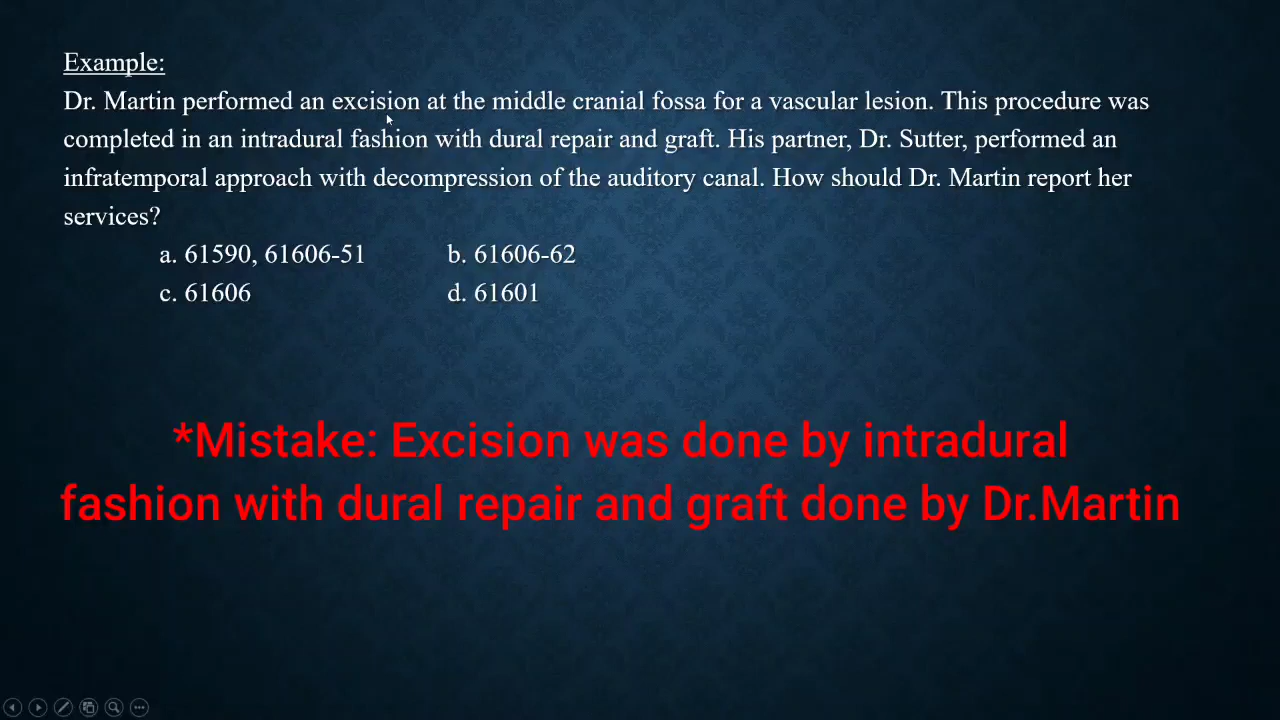 Example:
Dr. Martin performed an excision at the middle cranial fossa for a vascular lesion. This procedure was
completed in an intradural fashion with dural repair and graft. His partner, Dr. Sutter, performed an
infratemporal approach with decompression of the auditory canal. How should Dr. Martin report her
services?
a. 61590, 61606-51 b. 61606-62
c. 61606 d. 61601
*Mistake: Excision was done by intradural
fashion with dural repair and graft done by Dr.Martin